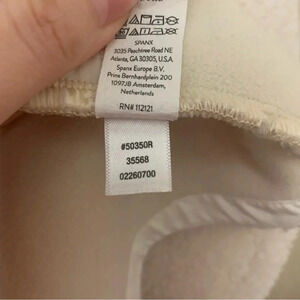 SPANX
3035 Peachtree Road NE
Atlanta, GA 30305, U.S.A.
Spanx Europe B.V.
Prins Bernhardplein 200
1097JB Amsterdam,
Netherlands
RN# 112121
#50350R
35568
02260700